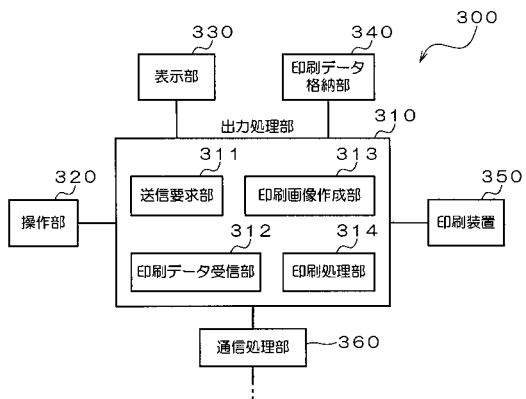 330
340
300
表示部
印刷データ
格納部
310
出力処理部
311
313
320
送信要求部
印刷画像作成部
350
操作部
印刷装置
312
314
印刷データ受信部
印刷処理部
通信処理部
360